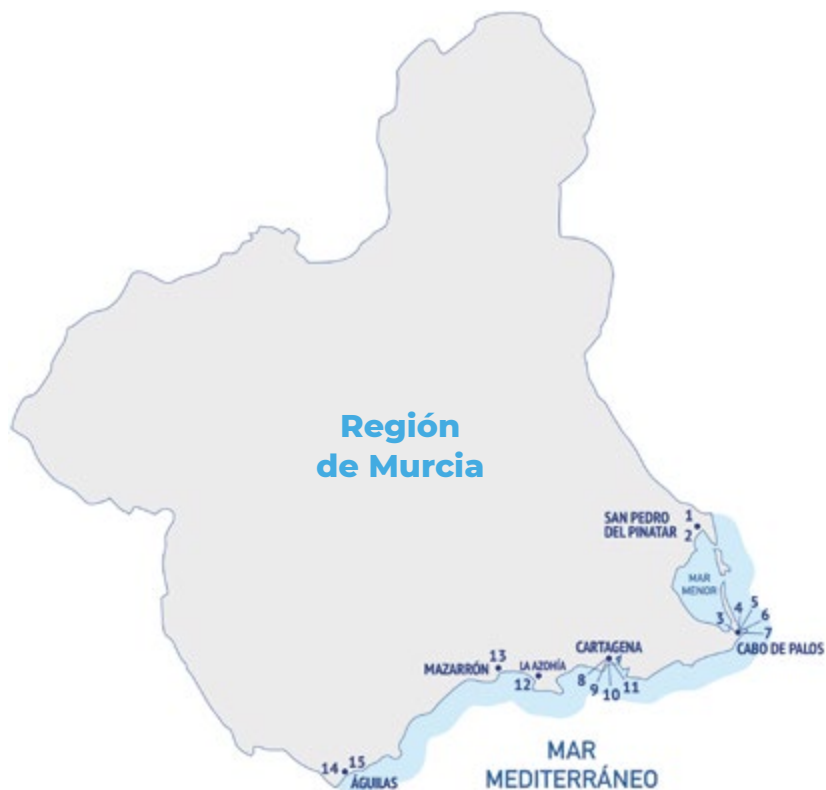 Región
de Murcia
SAN PEDRO
DEL PINATAR
1
2
MAR
MENOR
3
4
5
6
7
CABO DE PALOS
CARTAGENA
8
9
10
11
LA AZOHÍA
12
MAZARRÓN
13
14
15
ÁGUILAS
MAR
MEDITERRÁNEO